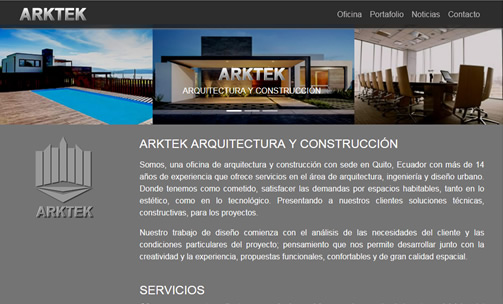 ARKTEK
Oficina Portafolio Noticias Contacto
ARKTEK
ARQUITECTURA Y CONSTRUCCIÓN
ARKTEK
ARKTEK ARQUITECTURA Y CONSTRUCCIÓN
Somos, una oficina de arquitectura y construcción con sede en Quito, Ecuador con más de 14
años de experiencia que ofrece servicios en el área de arquitectura, ingeniería y diseño urbano.
Donde tenemos como cometido, satisfacer las demandas por espacios habitables, tanto en lo
estético, como en lo tecnológico. Presentando a nuestros clientes soluciones técnicas,
constructivas, para los proyectos.
Nuestro trabajo de diseño comienza con el análisis de las necesidades del cliente y las
condiciones particulares del proyecto; pensamiento que nos permite desarrollar junto con la
creatividad y la experiencia, propuestas funcionales, confortables y de gran calidad espacial.
SERVICIOS